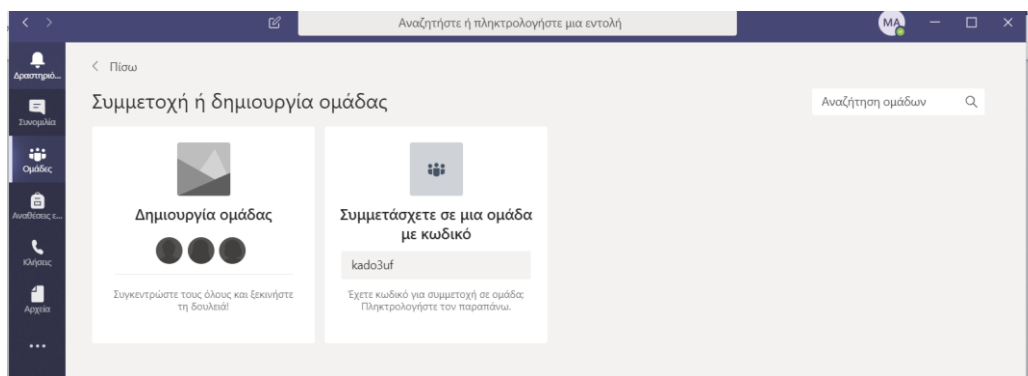 Αναζητήστε ή πληκτρολογήστε μια εντολή
MA
Δραστηριό...
Συνομιλία
Ομάδες
Αναθέσεις ε...
Κλήσεις
Αρχεία
Πίσω
Συμμετοχή ή δημιουργία ομάδας
Αναζήτηση ομάδων
Δημιουργία ομάδας
Συγκεντρώστε τους όλους και ξεκινήστε
τη δουλειά!
Συμμετάσχετε σε μια ομάδα
με κωδικό
kado3uf
Έχετε κωδικό για συμμετοχή σε ομάδα;
Πληκτρολογήστε τον παραπάνω.